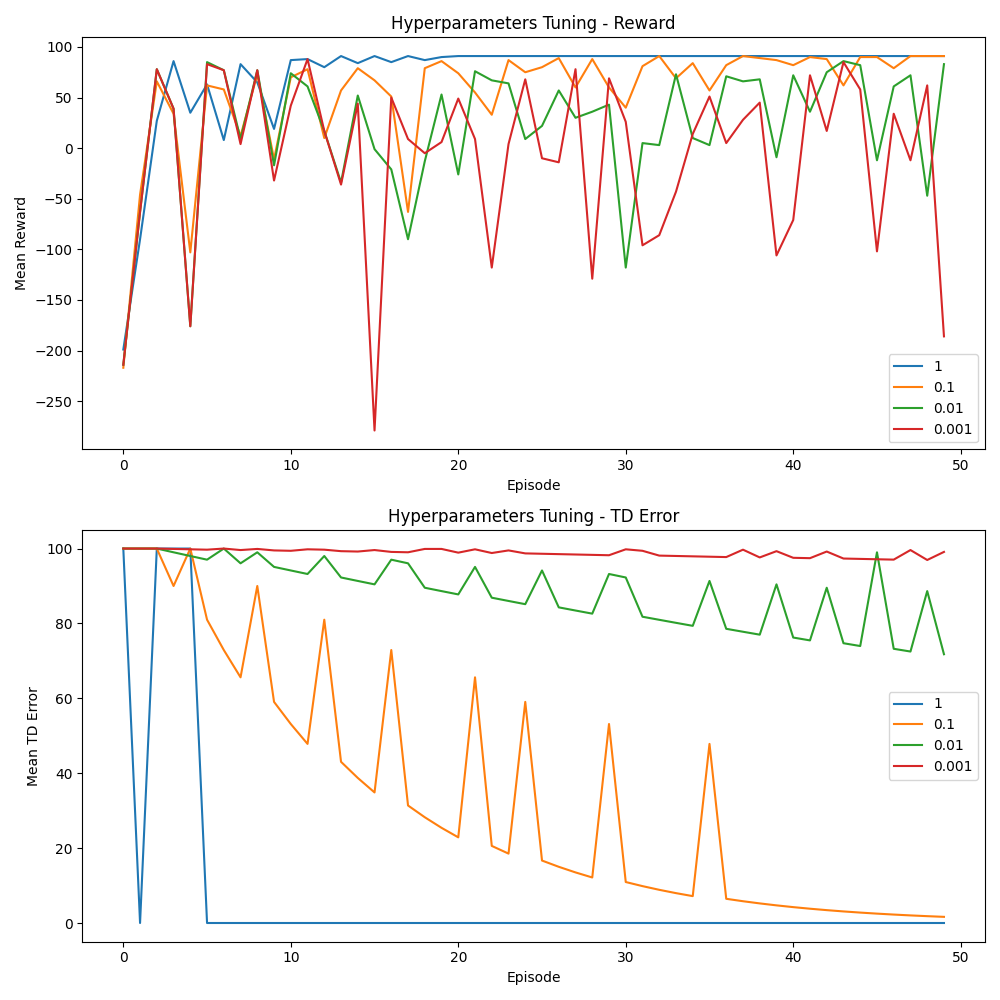 Hyperparameters Tuning - Reward
100
50
0
−50
−100
−150
−200
−250
Mean Reward
1
0.1
0.01
0.001
0 10 20 30 40 50
Episode
Hyperparameters Tuning - TD Error
100
80
60
40
20
0
Mean TD Error
1
0.1
0.01
0.001
0 10 20 30 40 50
Episode